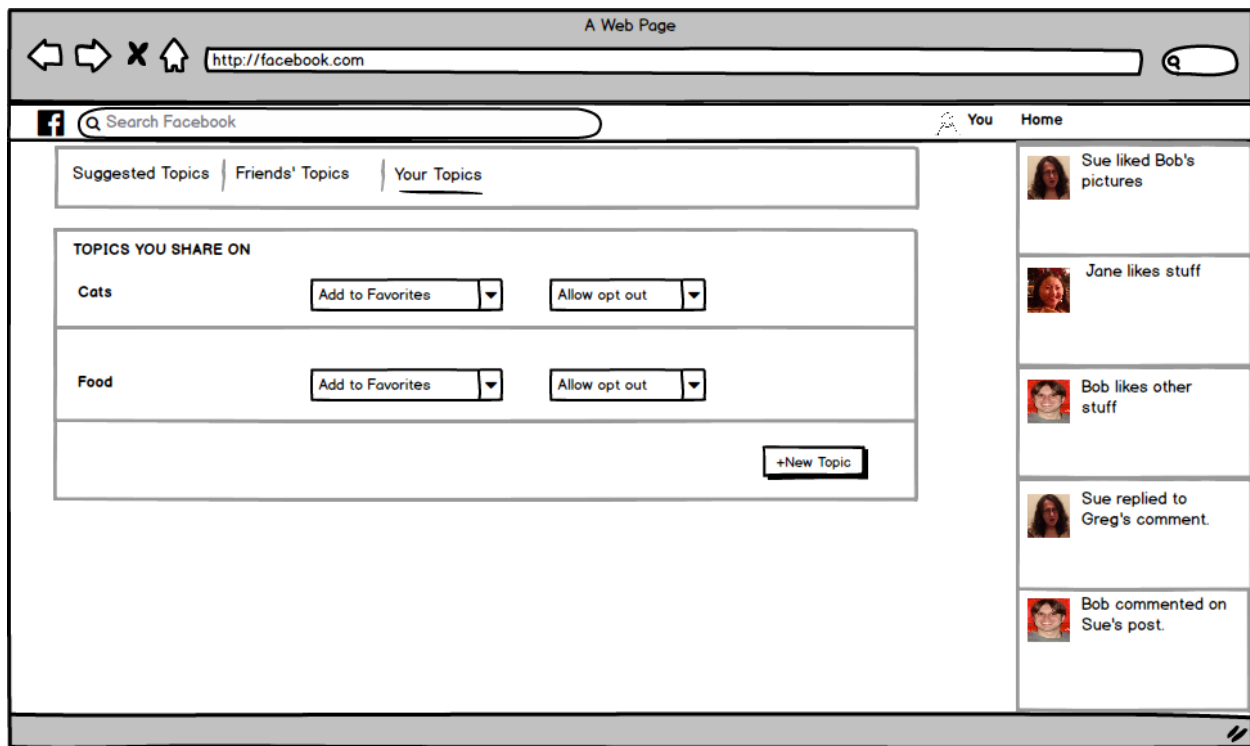 A Web Page
http://facebook.com
Search Facebook
You
Home
Suggested Topics
Friends' Topics
Your Topics
TOPICS YOU SHARE ON
Cats
Add to Favorites
Allow opt out
Food
Add to Favorites
Allow opt out
+New Topic
Sue liked Bob's
pictures
Jane likes stuff
Bob likes other
stuff
Sue replied to
Greg's comment.
Bob commented on
Sue's post.